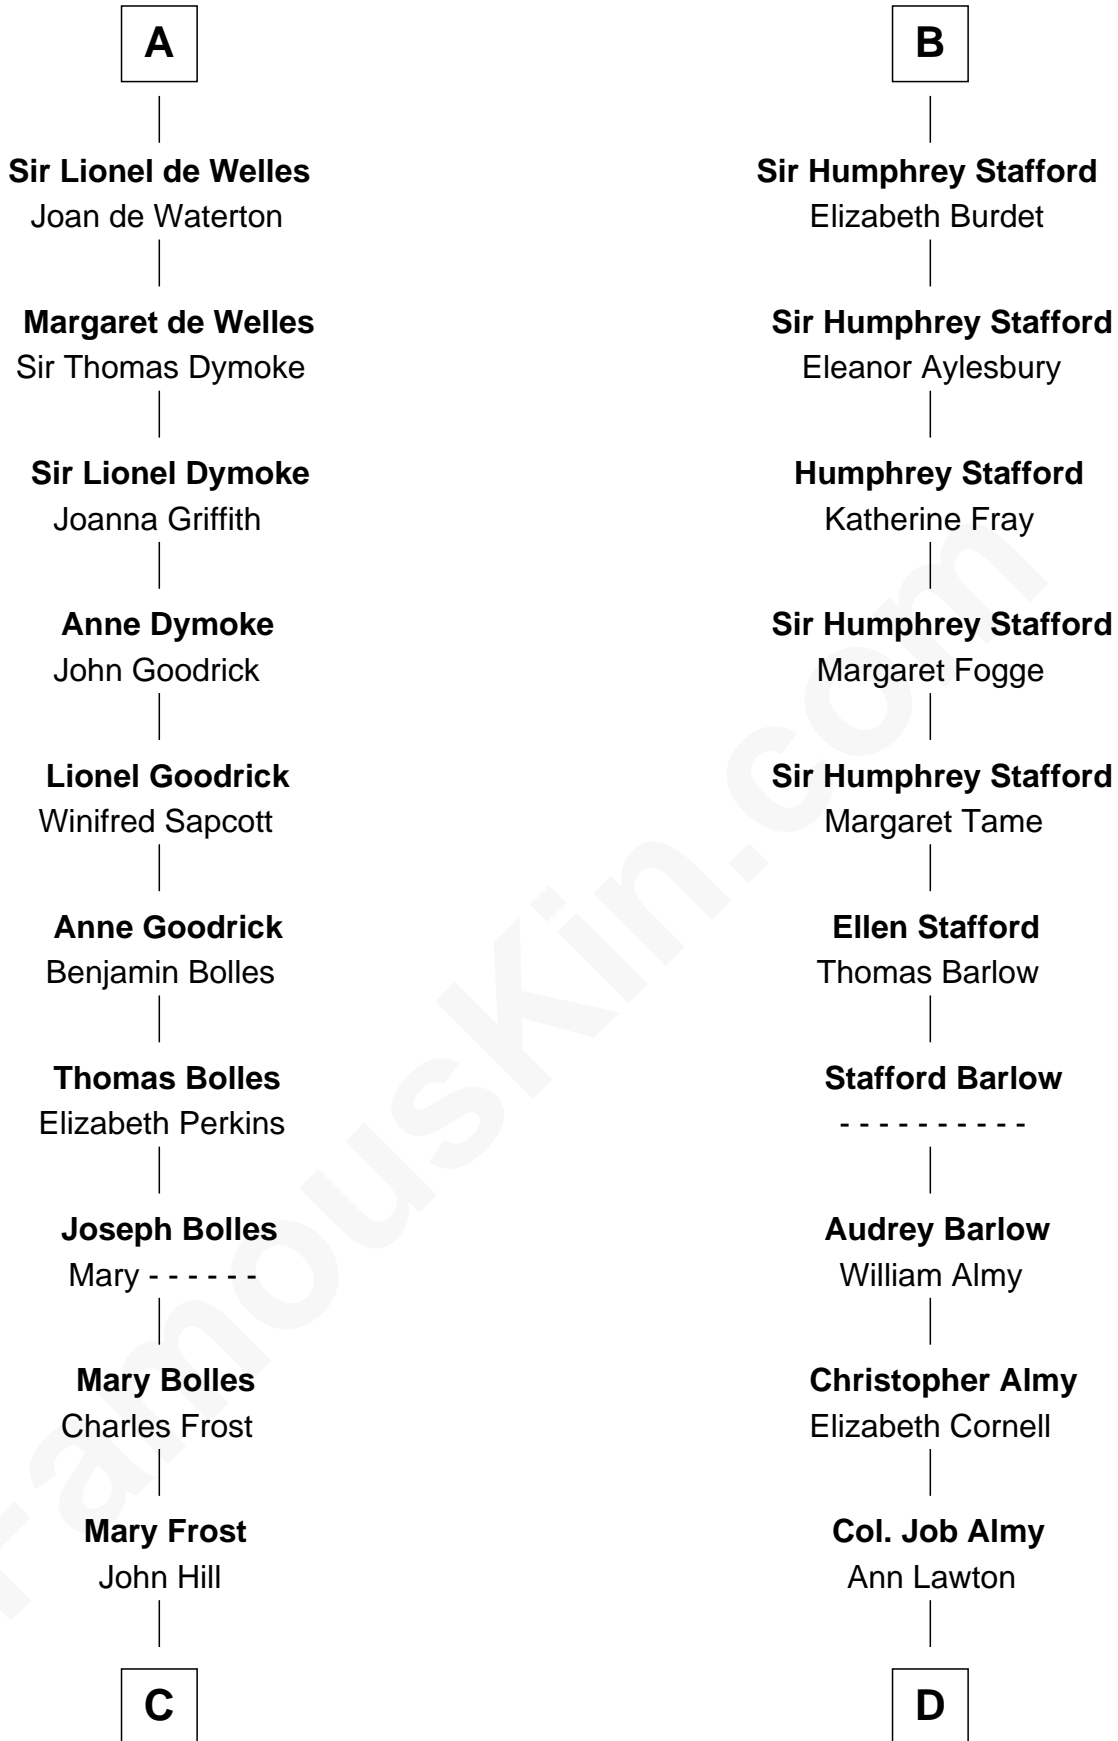 A
Sir Lionel de Welles
Joan de Waterton
Margaret de Welles
Sir Thomas Dymoke
Sir Lionel Dymoke
Joanna Griffith
Anne Dymoke
John Goodrick
Lionel Goodrick
Winifred Sapcott
Anne Goodrick
Benjamin Bolles
Thomas Bolles
Elizabeth Perkins
Joseph Bolles
Mary - - - - - -
Mary Bolles
Charles Frost
Mary Frost
John Hill
C
B
Sir Humphrey Stafford
Elizabeth Burdet
Sir Humphrey Stafford
Eleanor Aylesbury
Humphrey Stafford
Katherine Fray
Sir Humphrey Stafford
Margaret Fogge
Sir Humphrey Stafford
Margaret Tame
Ellen Stafford
Thomas Barlow
Stafford Barlow
- - - - - - - - - -
Audrey Barlow
William Almy
Christopher Almy
Elizabeth Cornell
Col. Job Almy
Ann Lawton
D
FamousKin.com